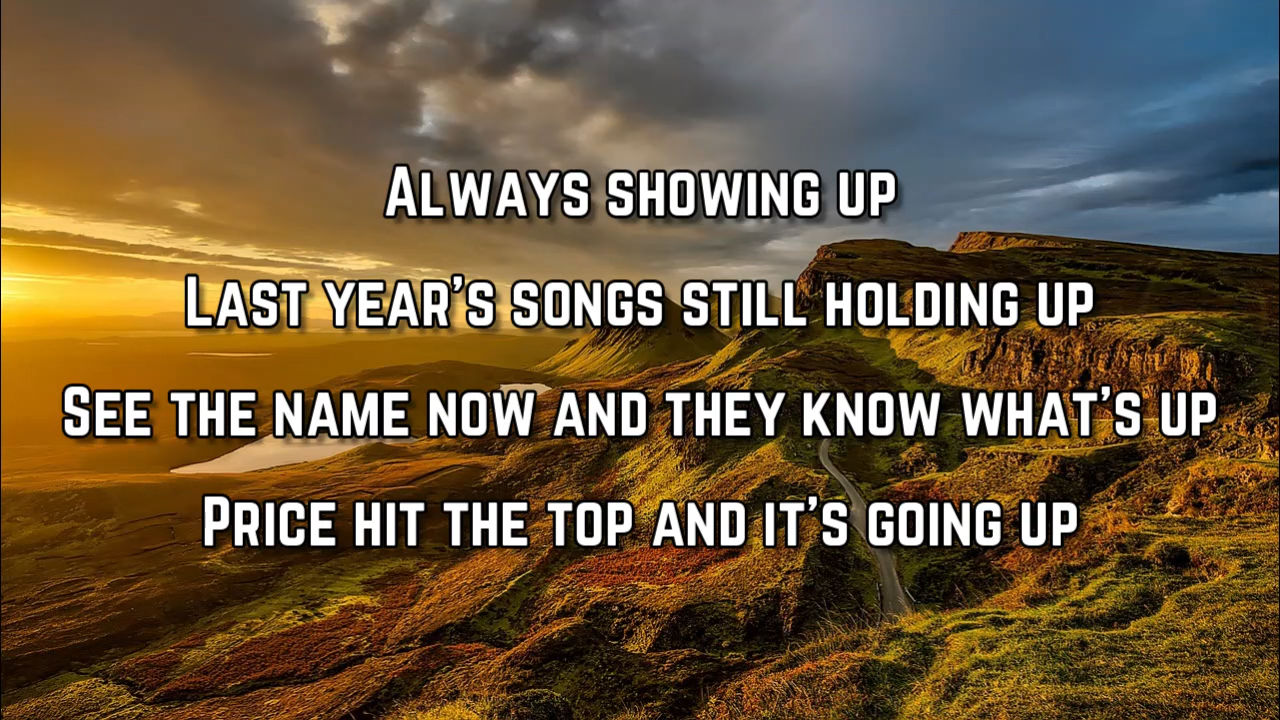 Always showing up
Last year's songs still holding up
See the name now and they know what's up
Price hit the top and it's going up